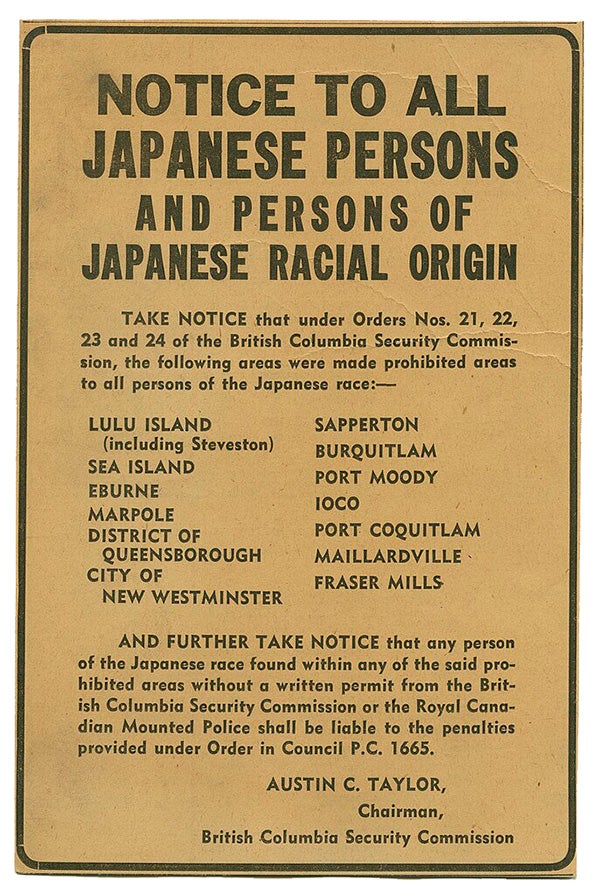 NOTICE TO ALL
JAPANESE PERSONS
AND PERSONS OF
JAPANESE RACIAL ORIGIN
TAKE NOTICE that under Orders Nos. 21, 22,
23 and 24 of the British Columbia Security Commis-
sion, the following areas were made prohibited areas
to all persons of the Japanese race:—
LULU ISLAND
(including Steveston)
SEA ISLAND
EBURNE
MARPOLE
DISTRICT OF
QUEENSBOROUGH
CITY OF
NEW WESTMINSTER
SAPPERTON
BURQUITLAM
PORT MOODY
IOCO
PORT COQUITLAM
MAILLARDVILLE
FRASER MILLS
AND FURTHER TAKE NOTICE that any person
of the Japanese race found within any of the said pro-
hibited areas without a written permit from the Brit-
ish Columbia Security Commission or the Royal Cana-
dian Mounted Police shall be liable to the penalties
provided under Order in Council P.C. 1665.
AUSTIN C. TAYLOR,
Chairman,
British Columbia Security Commission